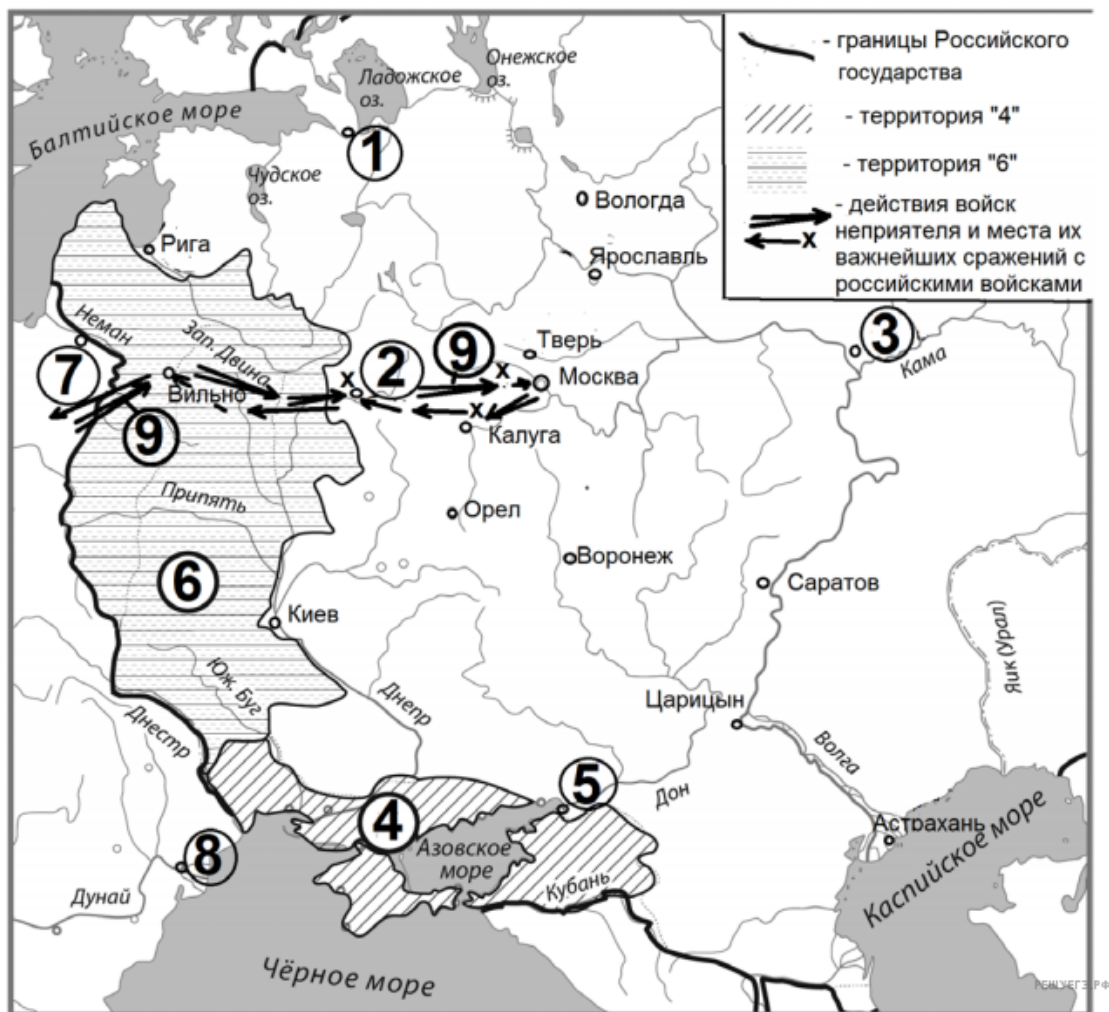 - границы Российского
государства
- территория "4"
- территория "6"
- действия войск
неприятеля и места их
важнейших сражений с
российскими войсками
x
Онежское
оз.
Ладожское
оз.
Балтийское море
1
Чудское
оз.
Вологда
Рига
Ярославль
Неман
Зап. Двина
Тверь
3
Кама
7
x
2
9
x
Москва
Вильно
9
x
Калуга
Припять
Орел
Воронеж
6
Саратов
Киев
Яик (Урал)
Юж. Буг
Днепр
Царицын
Днестр
Волга
5
Дон
4
Азовское
море
Астрахань
8
Дунай
Кубань
Каспийское море
Чёрное море
РЕШУЕГЭ.РФ